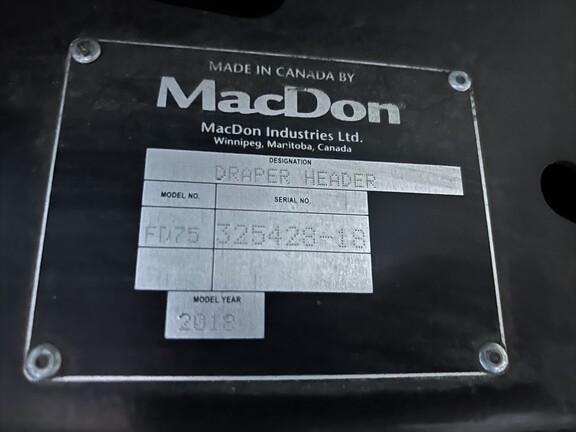 MADE IN CANADA BY
MacDon
MacDon Industries Ltd.
Winnipeg, Manitoba, Canada
DESIGNATION
DRAPER HEADER
MODEL NO. SERIAL NO.
FD75 325428-18
MODEL YEAR
2018